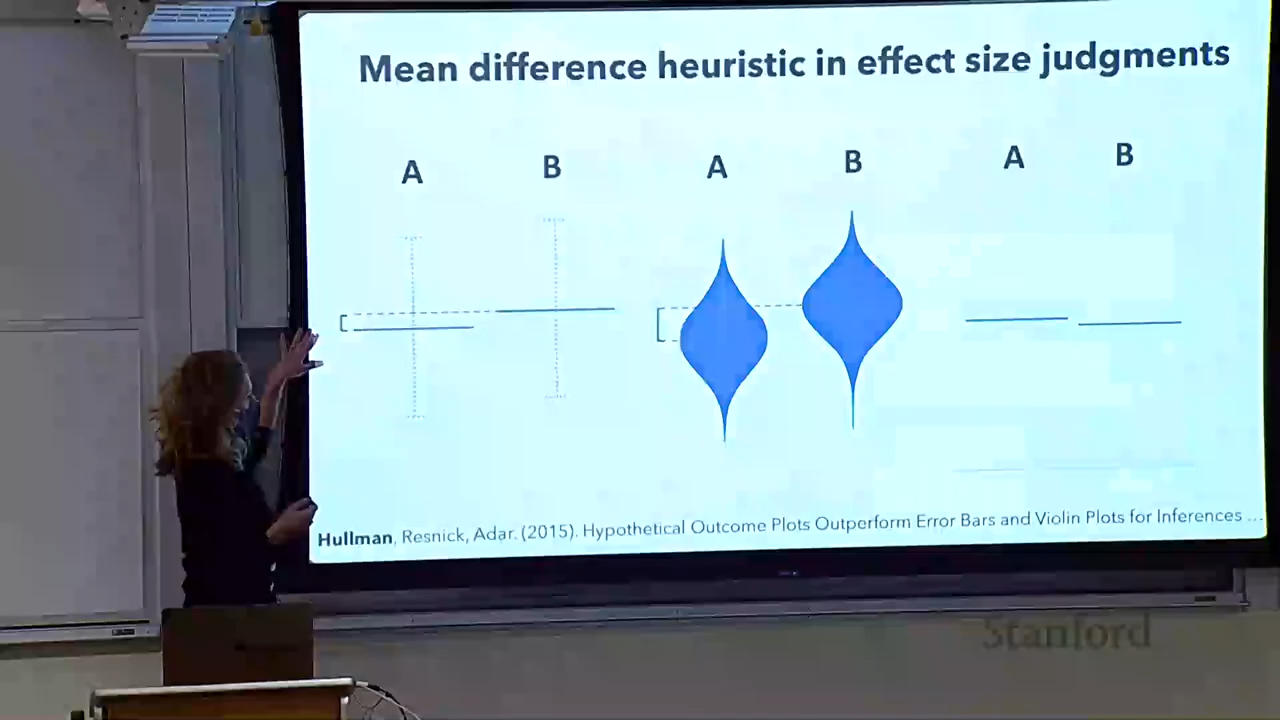 Mean difference heuristic in effect size judgments
A B A B A B
Hullman, Resnick, Adar. (2015). Hypothetical Outcome Plots Outperform Error Bars and Violin Plots for Inferences ...
Stanford